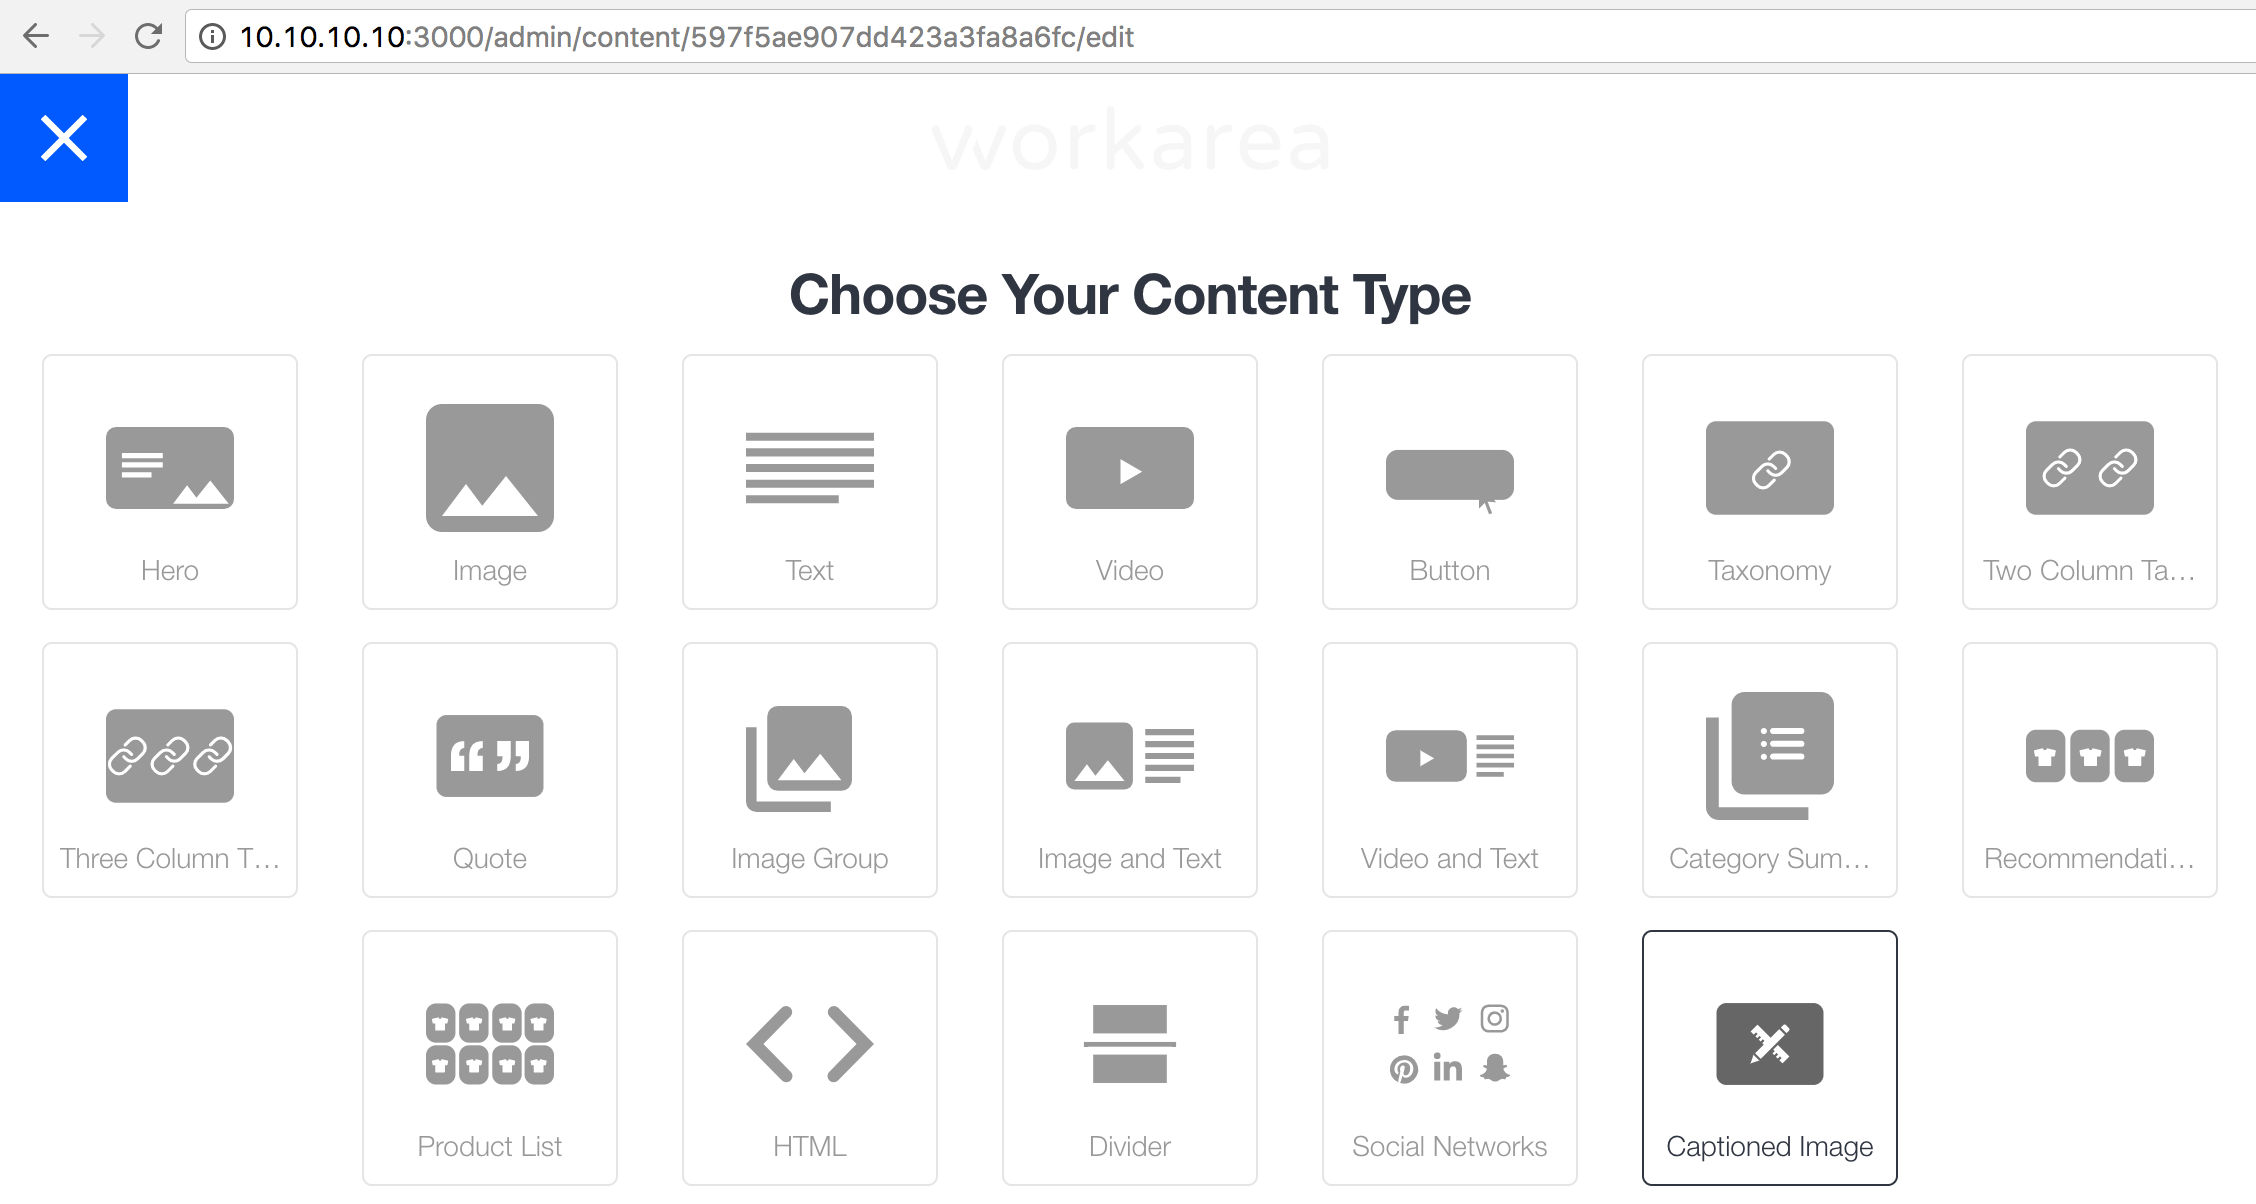 10.10.10.10:3000/admin/content/597f5ae907dd423a3fa8a6fc/edit
workarea
Choose Your Content Type
Hero
Image
Text
Video
Button
Taxonomy
Two Column Ta...
Three Column T...
Quote
Image Group
Image and Text
Video and Text
Category Sum...
Recommendati...
Product List
HTML
Divider
Social Networks
Captioned Image